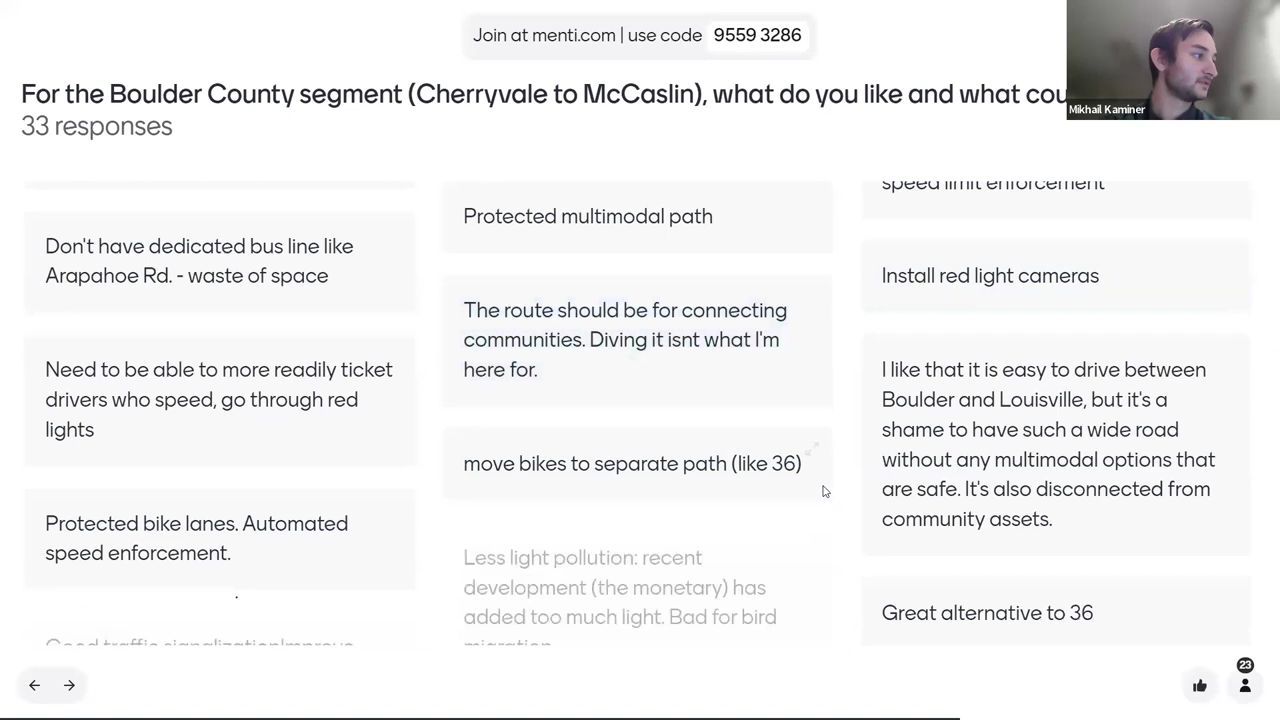 Join at menti.com | use code 9559 3286
For the Boulder County segment (Cherryvale to McCaslin), what do you like and what cou
33 responses
Mikhail Kaminer
Don't have dedicated bus line like
Arapahoe Rd. - waste of space
Need to be able to more readily ticket
drivers who speed, go through red
lights
Protected bike lanes. Automated
speed enforcement.
Good traffic signalizationImprove
Protected multimodal path
The route should be for connecting
communities. Diving it isnt what I'm
here for.
move bikes to separate path (like 36)
Less light pollution: recent
development (the monetary) has
added too much light. Bad for bird
migration
speed limit enforcement
Install red light cameras
I like that it is easy to drive between
Boulder and Louisville, but it's a
shame to have such a wide road
without any multimodal options that
are safe. It's also disconnected from
community assets.
Great alternative to 36
23